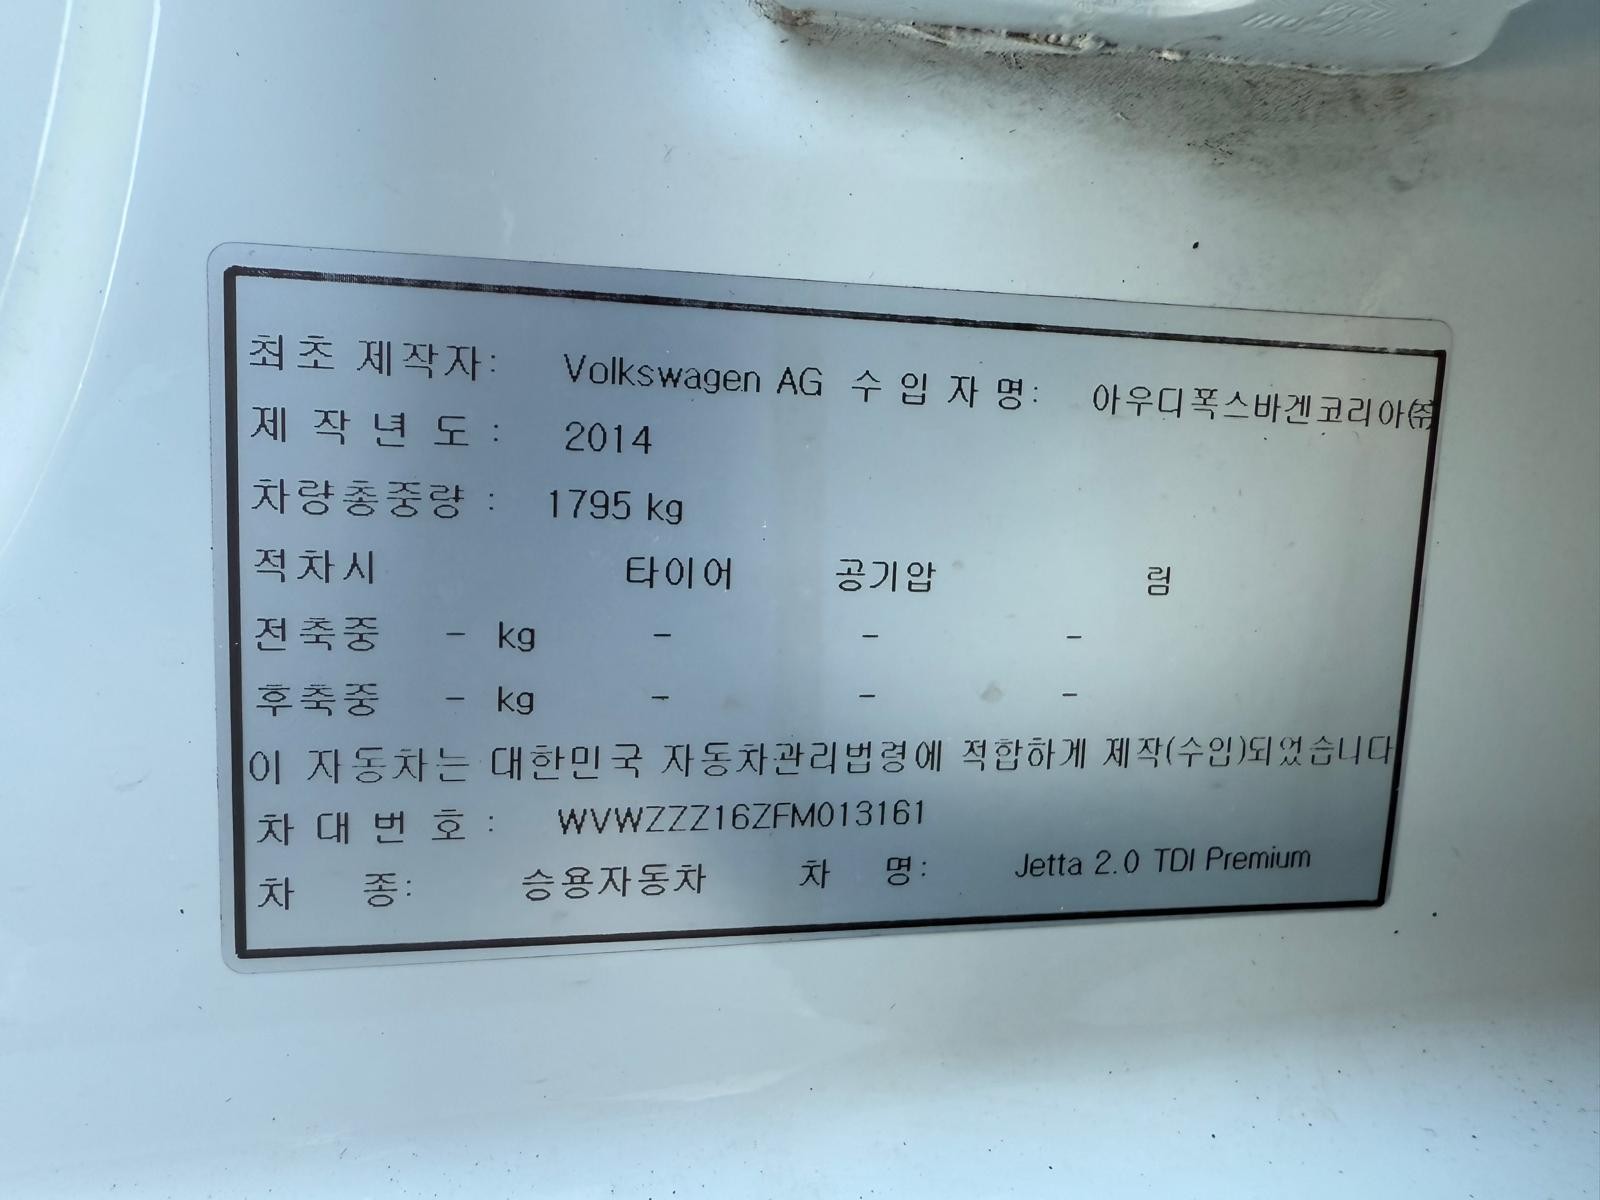 최초 제작자: Volkswagen AG 수 입 자 명: 아우디폭스바겐코리아㈜
제 작 년 도 : 2014
차량총중량 : 1795 kg
적차시 타이어 공기압 림
전축중 - kg - - -
후축중 - kg - - -
이 자동차는 대한민국 자동차관리법령에 적합하게 제작(수입)되었습니다
차 대 번 호 : WVWZZZ16ZFM013161
차 종: 승용자동차 차 명: Jetta 2.0 TDI Premium